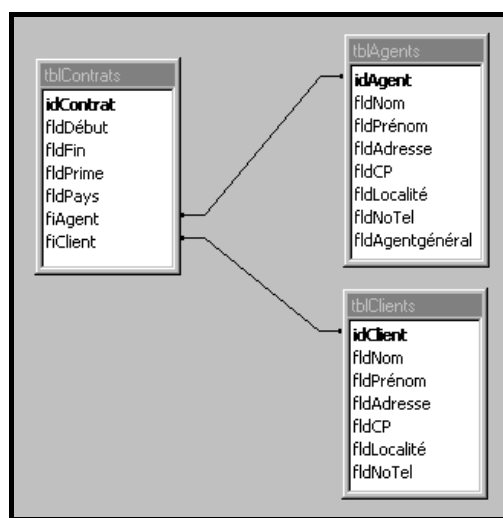 tblContrats
idContrat
fldDébut
fldFin
fldPrime
fldPays
fiAgent
fiClient
tblAgents
idAgent
fldNom
fldPrénom
fldAdresse
fldCP
fldLocalité
fldNoTel
fldAgentgénéral
tblClients
idClient
fldNom
fldPrénom
fldAdresse
fldCP
fldLocalité
fldNoTel